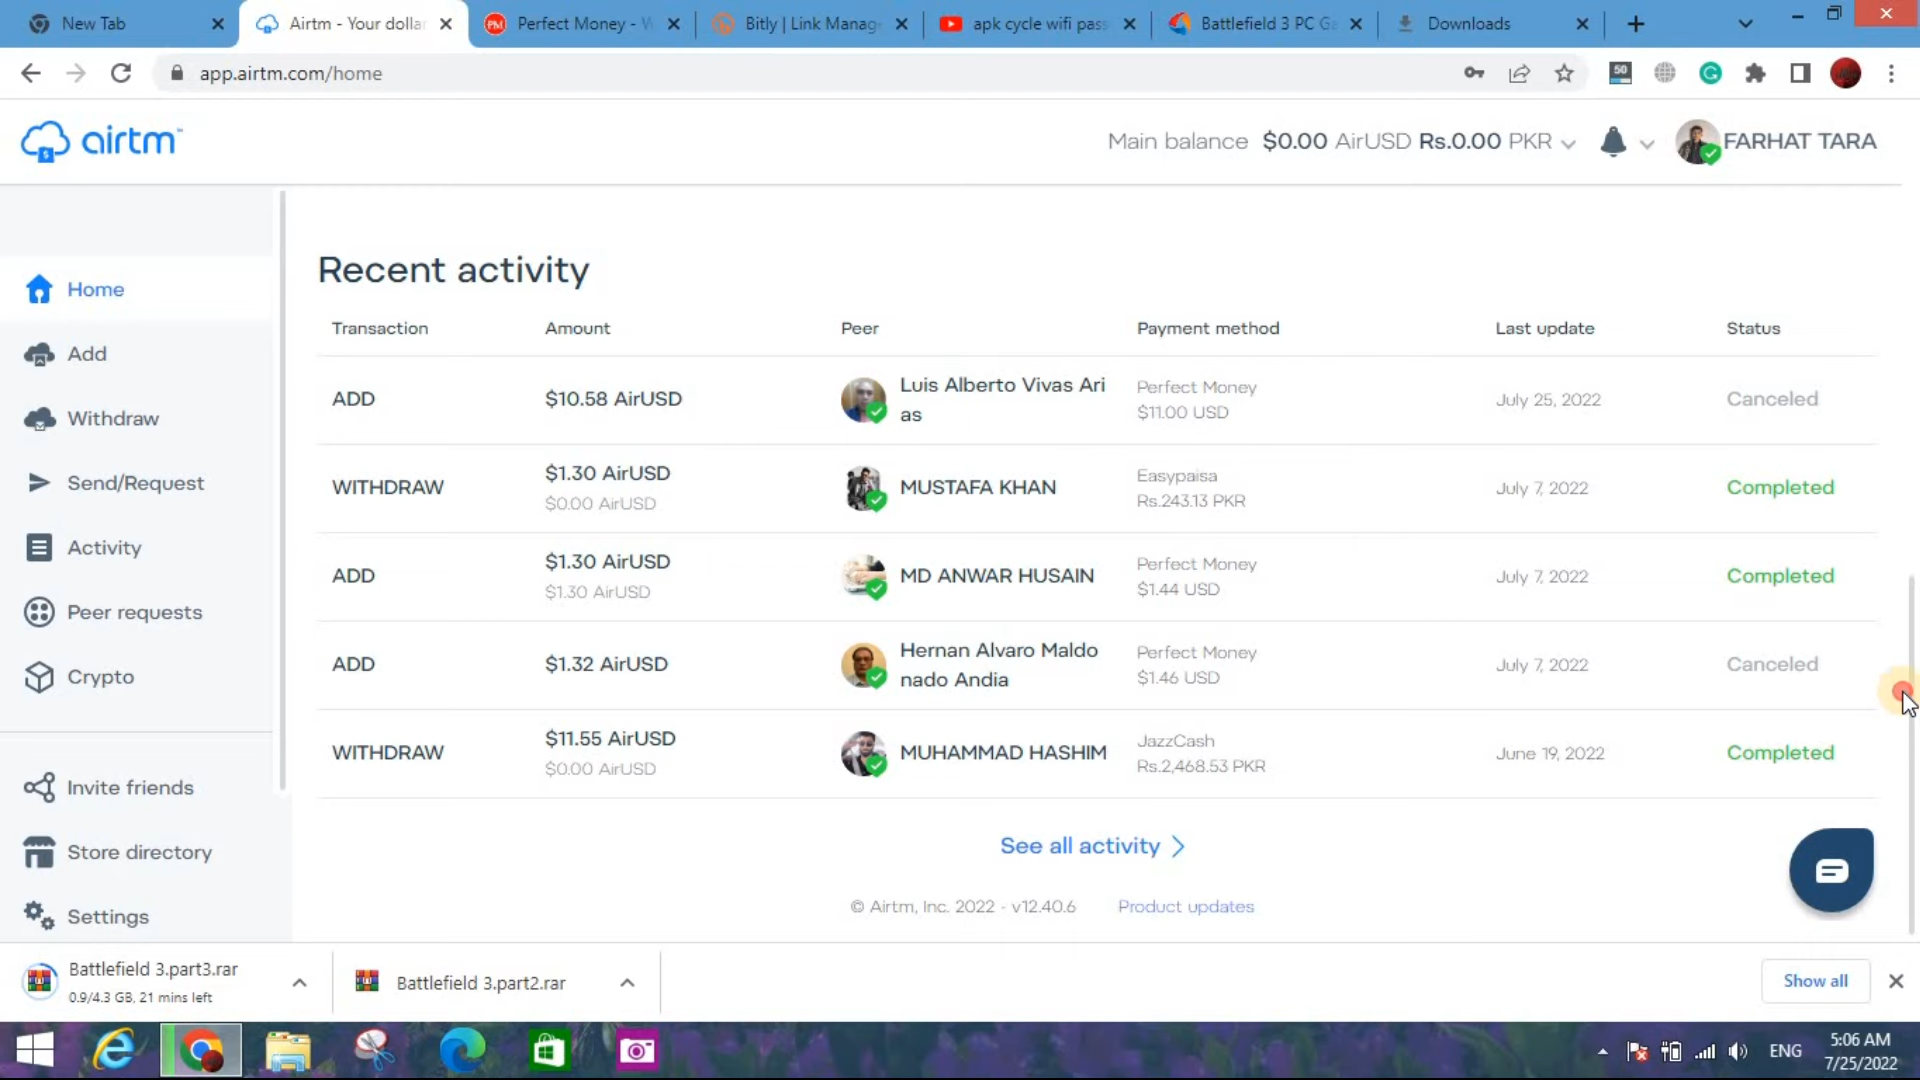 New Tab
Airtm - Your dollar
Perfect Money - W
Bitly | Link Manag
apk cycle wifi pass
Battlefield 3 PC Ga
Downloads
app.airtm.com/home
50
airtm™
Main balance $0.00 AirUSD Rs.0.00 PKR
FARHAT TARA
Home
Add
Withdraw
Send/Request
Activity
Peer requests
Crypto
Invite friends
Store directory
Settings
Recent activity
Transaction Amount Peer Payment method Last update Status
ADD $10.58 AirUSD Luis Alberto Vivas Ari
as Perfect Money
$11.00 USD July 25, 2022 Canceled
WITHDRAW $1.30 AirUSD
$0.00 AirUSD MUSTAFA KHAN Easypaisa
Rs.243.13 PKR July 7, 2022 Completed
ADD $1.30 AirUSD
$1.30 AirUSD MD ANWAR HUSAIN Perfect Money
$1.44 USD July 7, 2022 Completed
ADD $1.32 AirUSD Hernan Alvaro Maldo
nado Andia Perfect Money
$1.46 USD July 7, 2022 Canceled
WITHDRAW $11.55 AirUSD
$0.00 AirUSD MUHAMMAD HASHIM JazzCash
Rs.2,468.53 PKR June 19, 2022 Completed
See all activity
© Airtm, Inc. 2022 - v12.40.6 Product updates
Battlefield 3.part3.rar
0.9/4.3 GB, 21 mins left
Battlefield 3.part2.rar
Show all
ENG
5:06 AM
7/25/2022